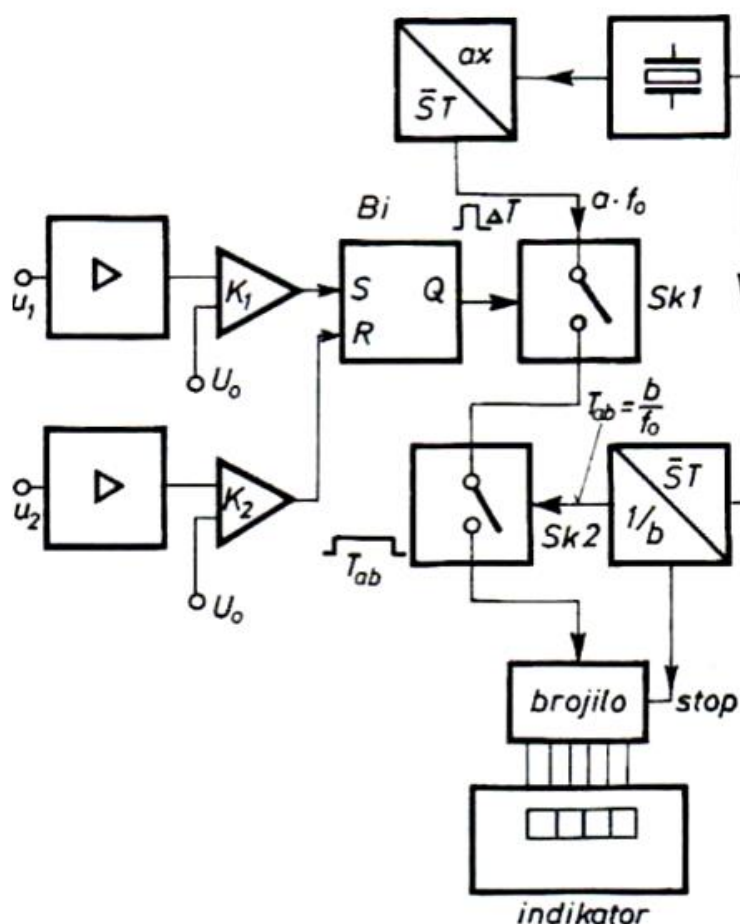 ax
S̄T
Bi
ΔT
a·f₀
u₁
K₁
U₀
S
Q
R
Sk1
T_ab = b/f₀
u₂
K₂
U₀
Sk2
S̄T
1/b
T_ab
brojilo
stop
indikator